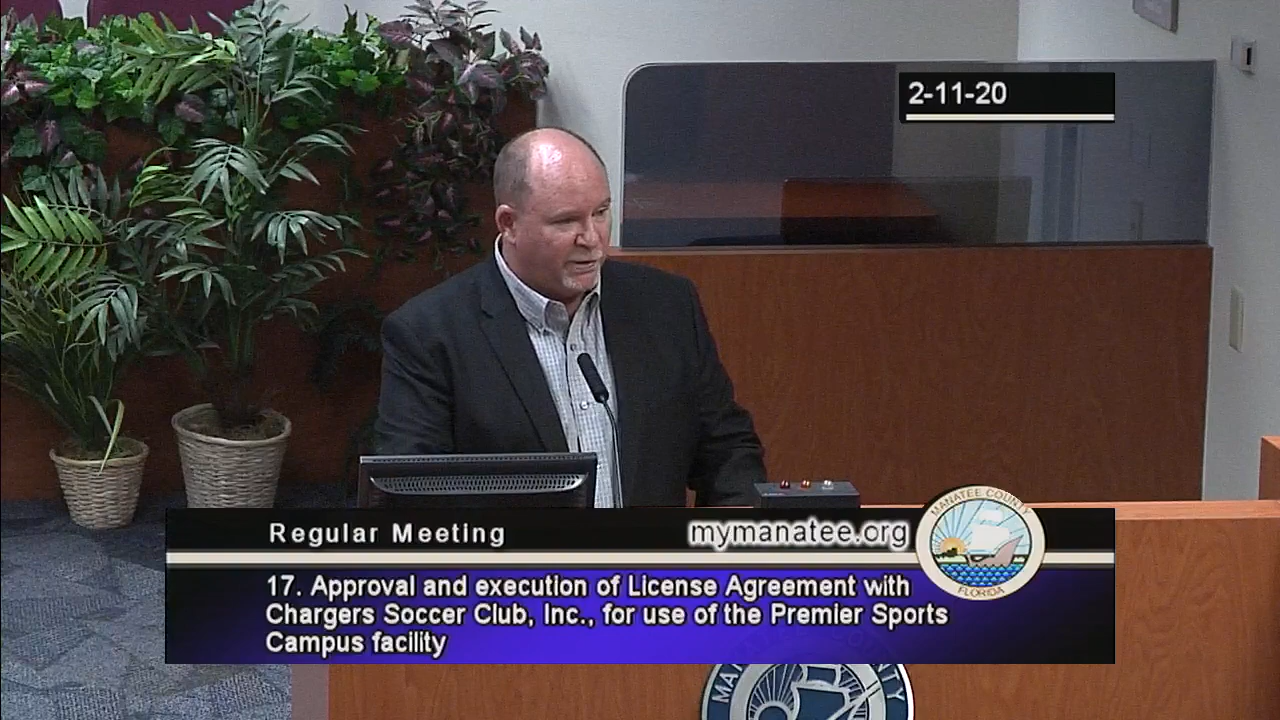 2-11-20
Regular Meeting
mymanatee.org
MANATEE COUNTY
FLORIDA
17. Approval and execution of License Agreement with
Chargers Soccer Club, Inc., for use of the Premier Sports
Campus facility